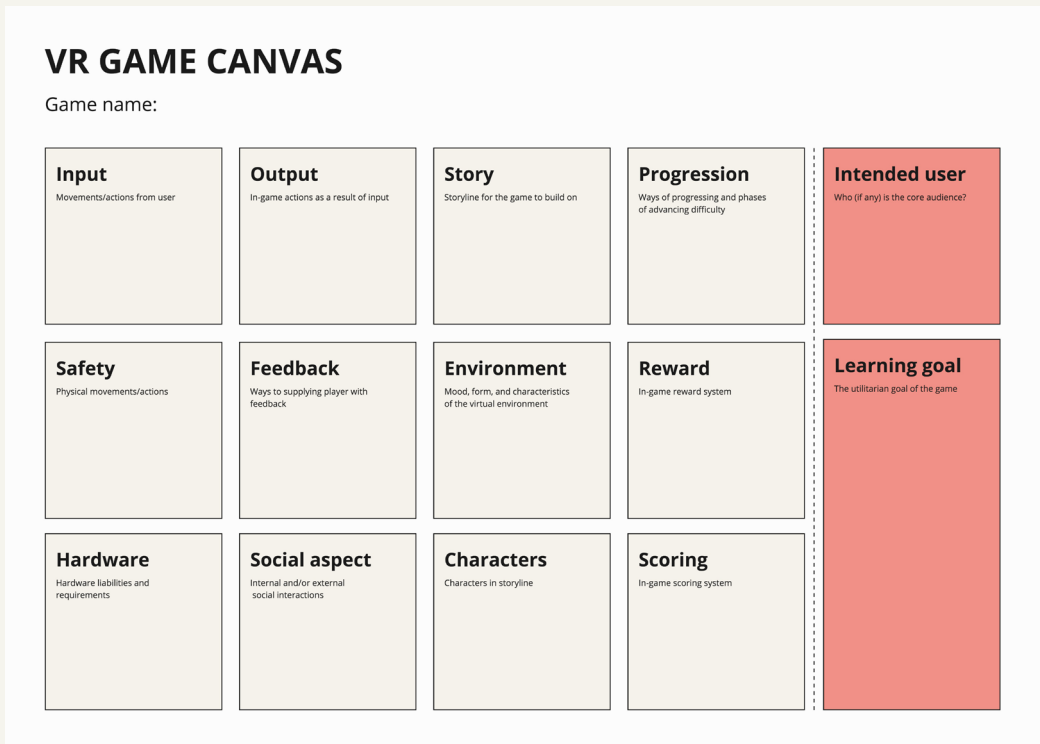 VR GAME CANVAS
Game name:
Input
Movements/actions from user
Output
In-game actions as a result of input
Story
Storyline for the game to build on
Progression
Ways of progressing and phases
of advancing difficulty
Intended user
Who (if any) is the core audience?
Safety
Physical movements/actions
Feedback
Ways to supplying player with
feedback
Environment
Mood, form, and characteristics
of the virtual environment
Reward
In-game reward system
Learning goal
The utilitarian goal of the game
Hardware
Hardware liabilities and
requirements
Social aspect
Internal and/or external
social interactions
Characters
Characters in storyline
Scoring
In-game scoring system